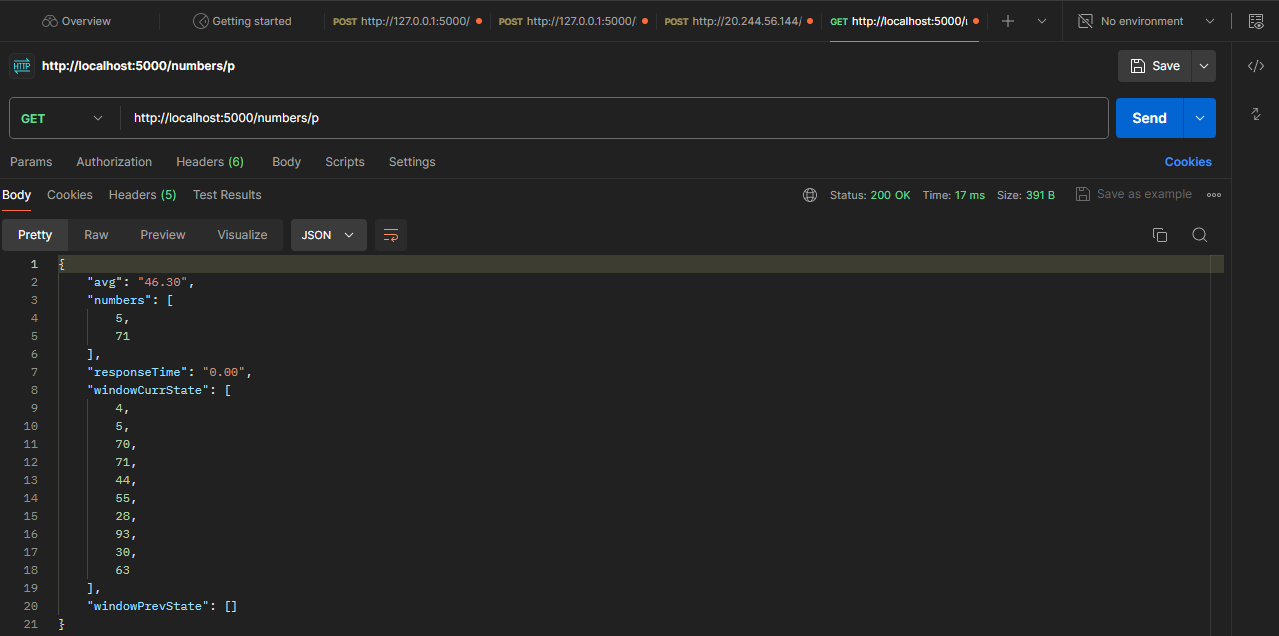 Overview
Getting started
POST http://127.0.0.1:5000/
POST http://127.0.0.1:5000/
POST http://20.244.56.144/
GET http://localhost:5000/
No environment
HTTP
http://localhost:5000/numbers/p
Save
GET
http://localhost:5000/numbers/p
Send
Params
Authorization
Headers (6)
Body
Scripts
Settings
Cookies
Body
Cookies
Headers (5)
Test Results
Status: 200 OK
Time: 17 ms
Size: 391 B
Save as example
Pretty
Raw
Preview
Visualize
JSON
1 {
2 "avg": "46.30",
3 "numbers": [
4 5,
5 71
6 ],
7 "responseTime": "0.00",
8 "windowCurrState": [
9 4,
10 5,
11 70,
12 71,
13 44,
14 55,
15 28,
16 93,
17 30,
18 63
19 ],
20 "windowPrevState": []
21 }